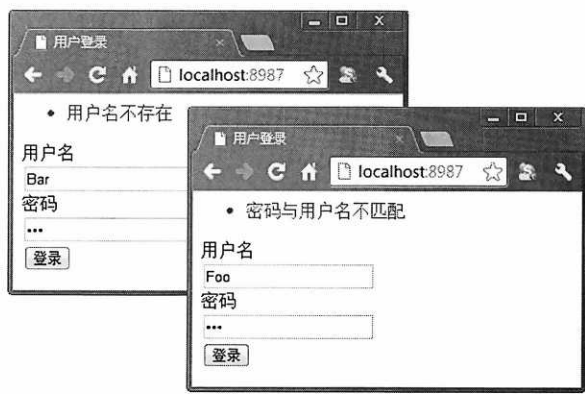 用户登录
localhost:8987
用户名不存在
用户名
Bar
密码
•••
登录
用户登录
localhost:8987
密码与用户名不匹配
用户名
Foo
密码
•••
登录